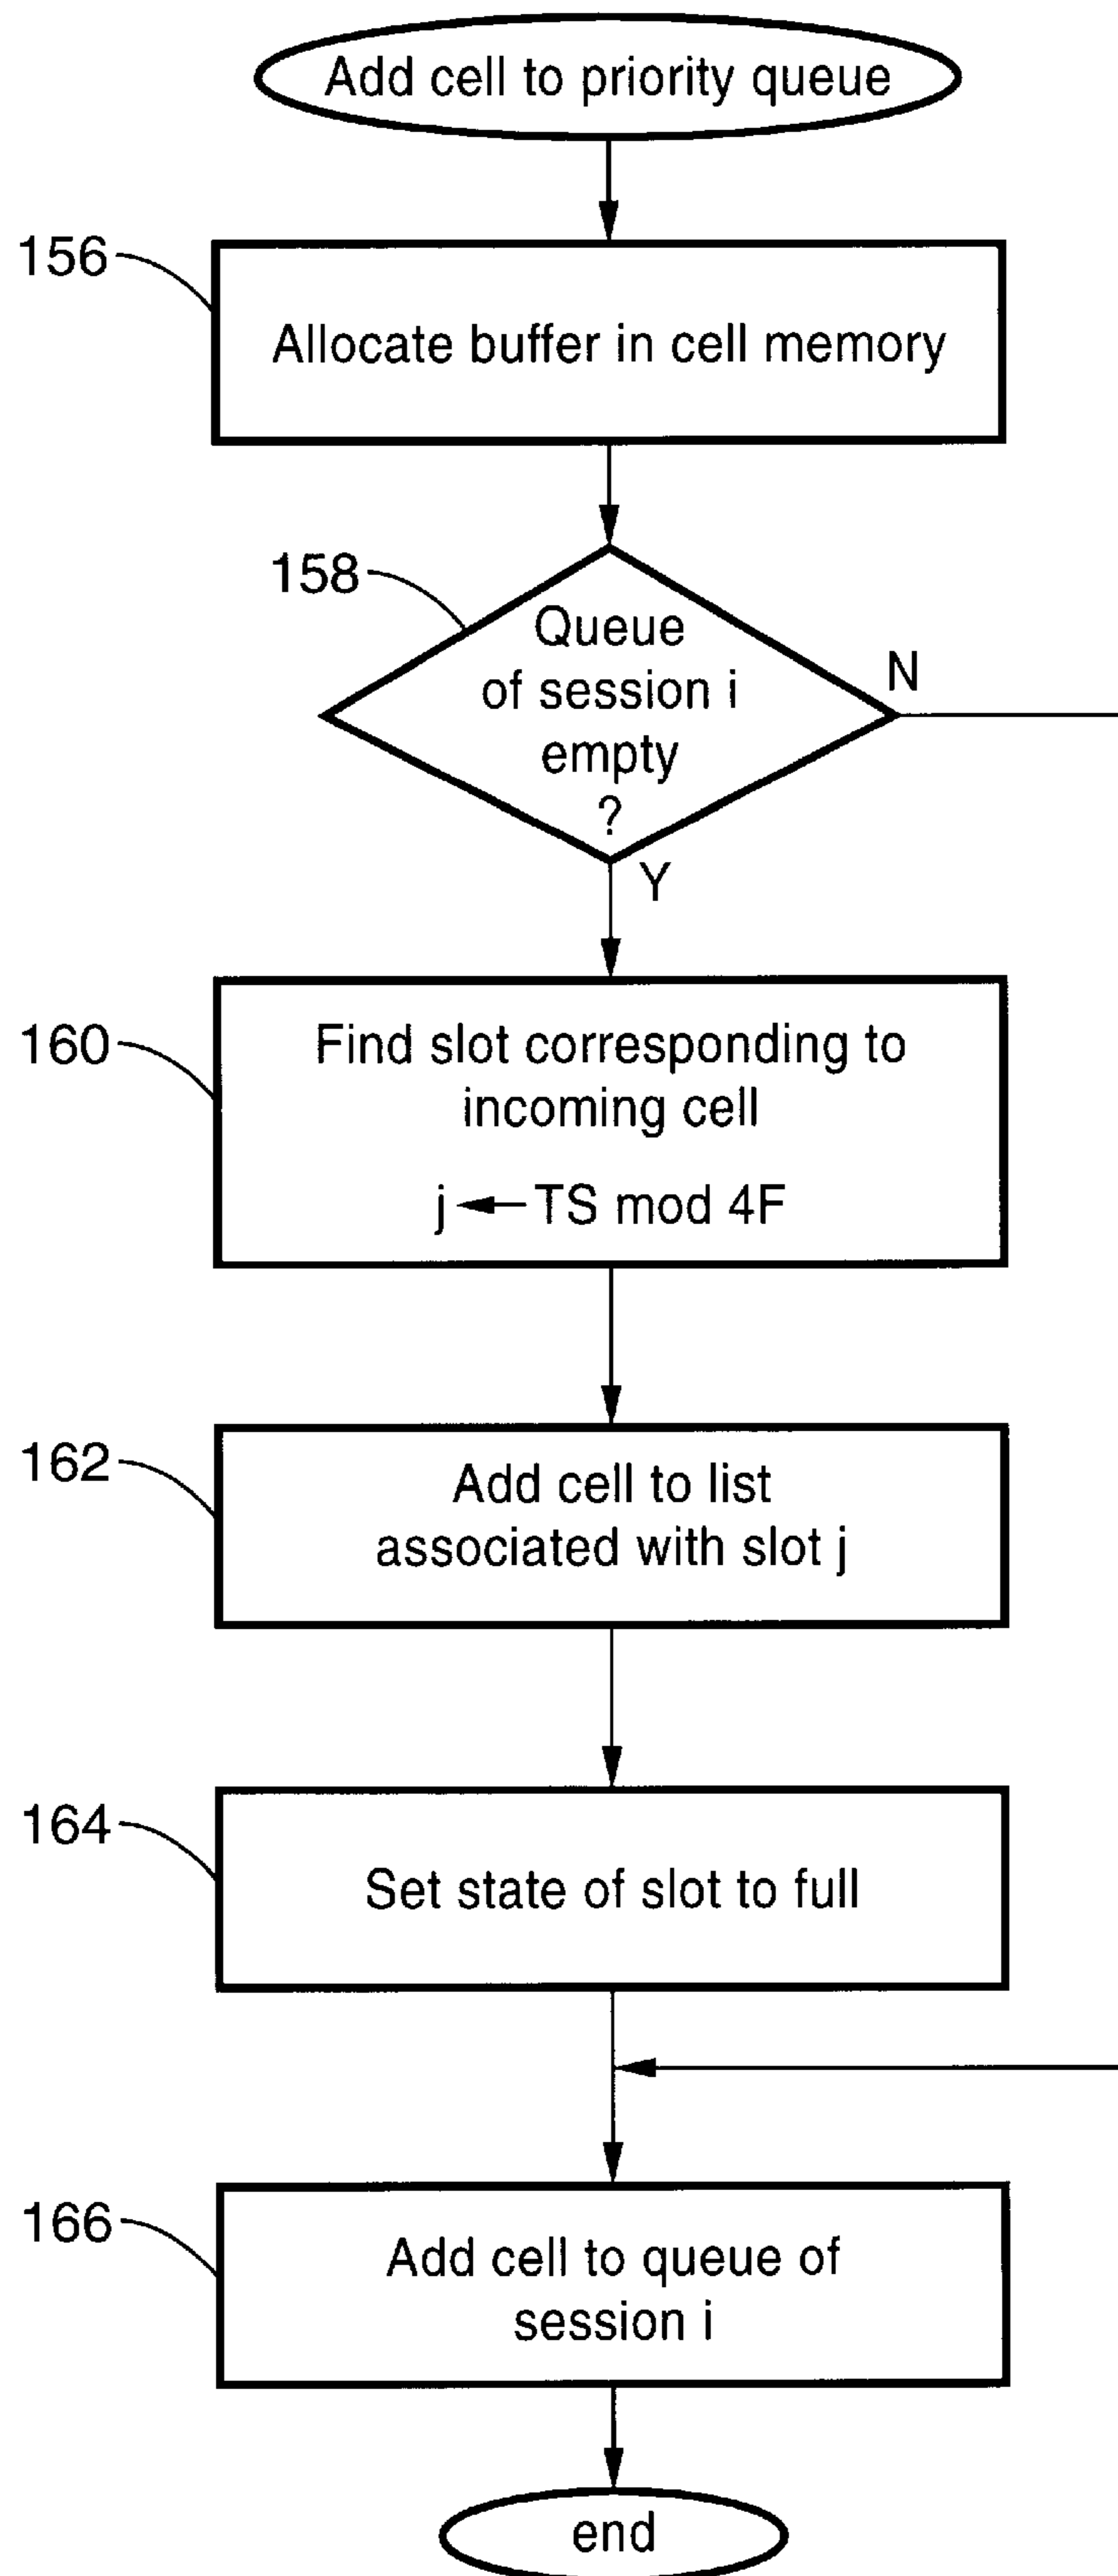 Add cell to priority queue
156
Allocate buffer in cell memory
158
Queue
of session i
empty
?
N
Y
160
Find slot corresponding to
incoming cell
j ← TS mod 4F
162
Add cell to list
associated with slot j
164
Set state of slot to full
166
Add cell to queue of
session i
end